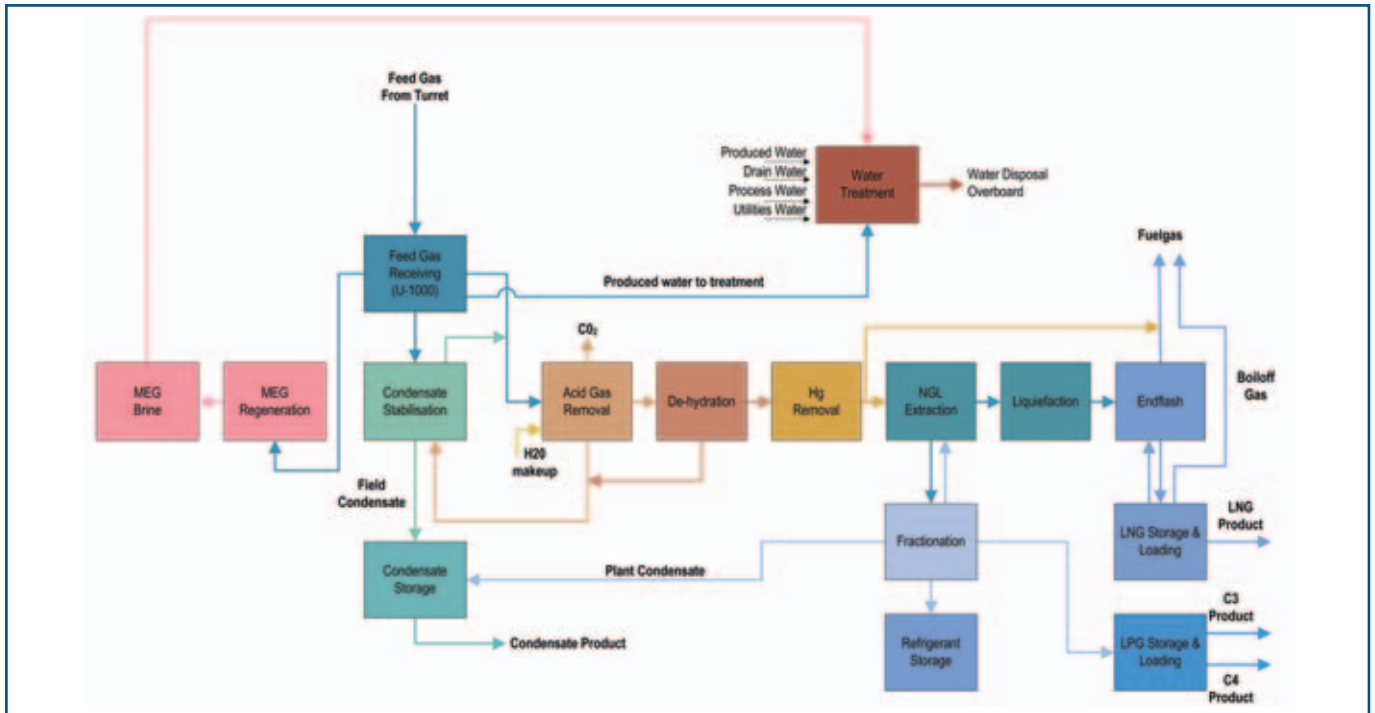 Feed Gas
From Turret
Produced Water
Drain Water
Process Water
Utilities Water
Water
Treatment
Water Disposal
Overboard
Fuelgas
Feed Gas
Receiving
(U-1000)
Produced water to treatment
C0₂
MEG
Brine
MEG
Regeneration
Condensate
Stabilisation
Acid Gas
Removal
De-hydration
Hg
Removal
NGL
Extraction
Liquiefaction
Endflash
Boiloff
Gas
H20
makeup
Field
Condensate
LNG
Product
Condensate
Storage
Plant Condensate
Fractionation
LNG Storage &
Loading
C3
Product
Condensate Product
Refrigerant
Storage
LPG Storage &
Loading
C4
Product